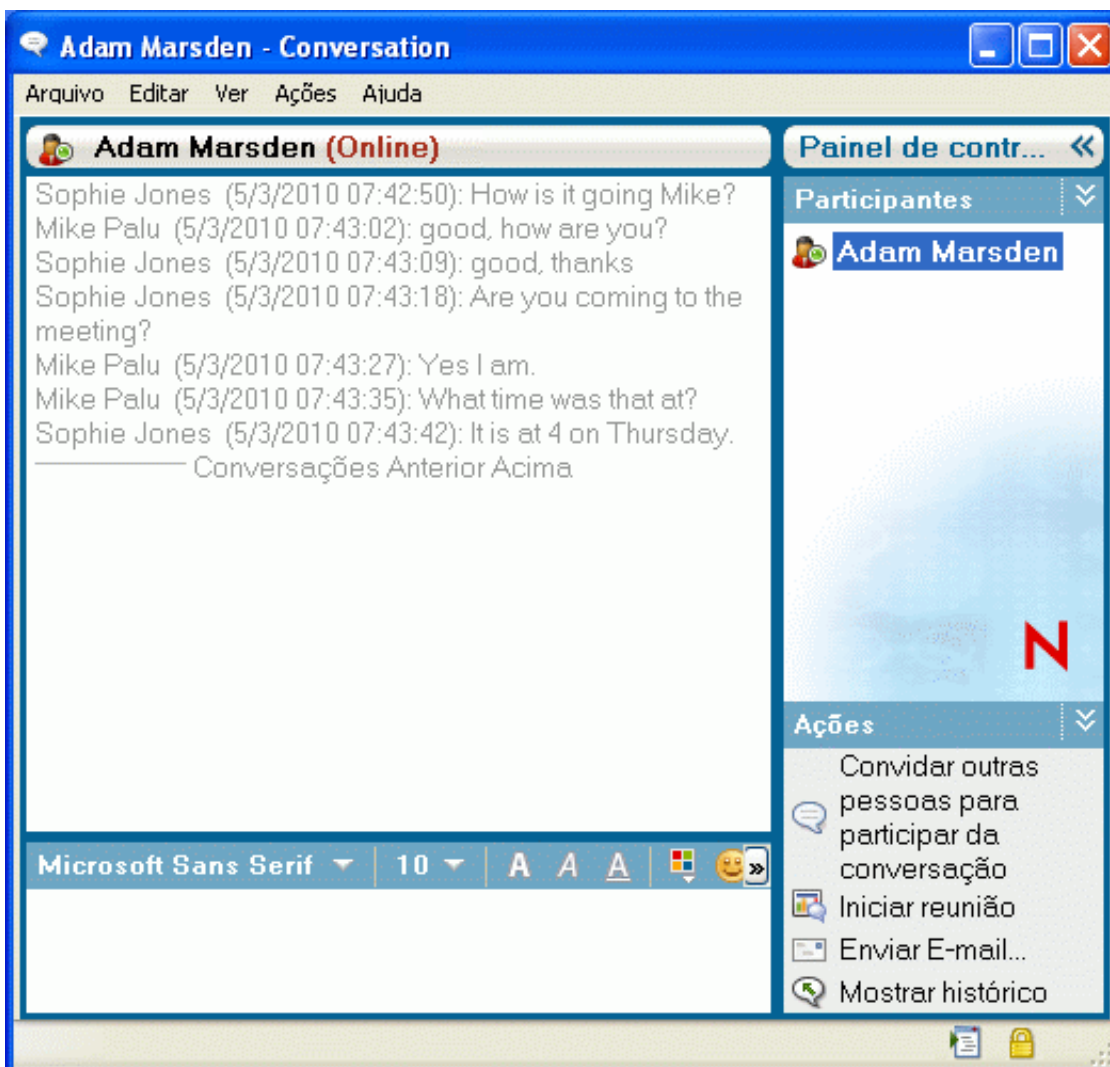 Adam Marsden - Conversation
Arquivo Editar Ver Ações Ajuda
Adam Marsden (Online)
Sophie Jones (5/3/2010 07:42:50): How is it going Mike?
Mike Palu (5/3/2010 07:43:02): good, how are you?
Sophie Jones (5/3/2010 07:43:09): good, thanks
Sophie Jones (5/3/2010 07:43:18): Are you coming to the
meeting?
Mike Palu (5/3/2010 07:43:27): Yes I am.
Mike Palu (5/3/2010 07:43:35): What time was that at?
Sophie Jones (5/3/2010 07:43:42): It is at 4 on Thursday.
Conversações Anterior Acima
Microsoft Sans Serif 10 A A A
Painel de contr...
Participantes
Adam Marsden
N
Ações
Convidar outras
pessoas para
participar da
conversação
Iniciar reunião
Enviar E-mail...
Mostrar histórico